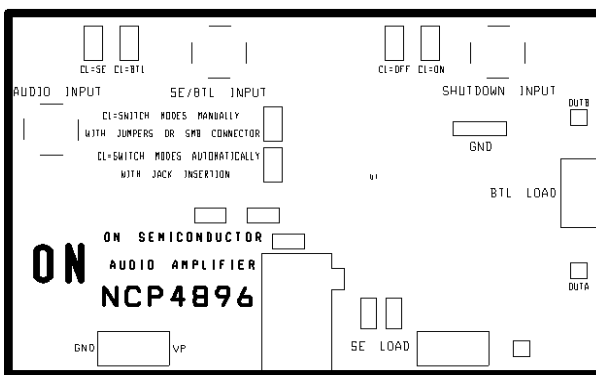 CL=SE CL=BTL
CL=OFF CL=ON
AUDIO INPUT
SE/BTL INPUT
SHUTDOWN INPUT
OUTB
CL=SWITCH MODES MANUALLY
WITH JUMPERS OR SMB CONNECTOR
GND
CL=SWITCH MODES AUTOMATICALLY
WITH JACK INSERTION
U1
BTL LOAD
ON
ON SEMICONDUCTOR
AUDIO AMPLIFIER
NCP4896
OUTA
GND
VP
SE LOAD